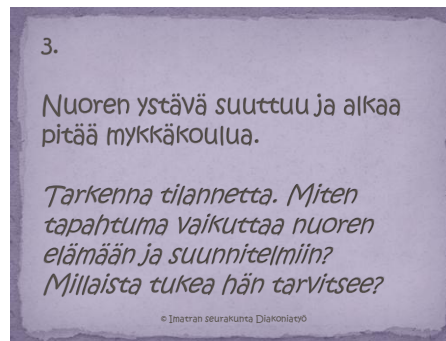 3.
Nuoren ystävä suuttuu ja alkaa
pitää mykkäkoulua.
Tarkenna tilannetta. Miten
tapahtuma vaikuttaa nuoren
elämään ja suunnitelmiin?
Millaista tukea hän tarvitsee?
© Imatran seurakunta Diakoniatyö